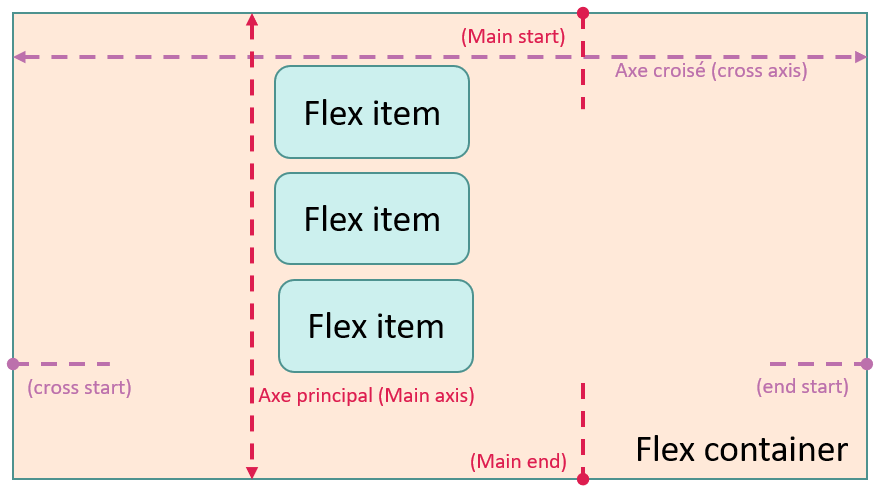 (Main start)
Axe croisé (cross axis)
Flex item
Flex item
Flex item
(cross start)
(end start)
Axe principal (Main axis)
Flex container
(Main end)